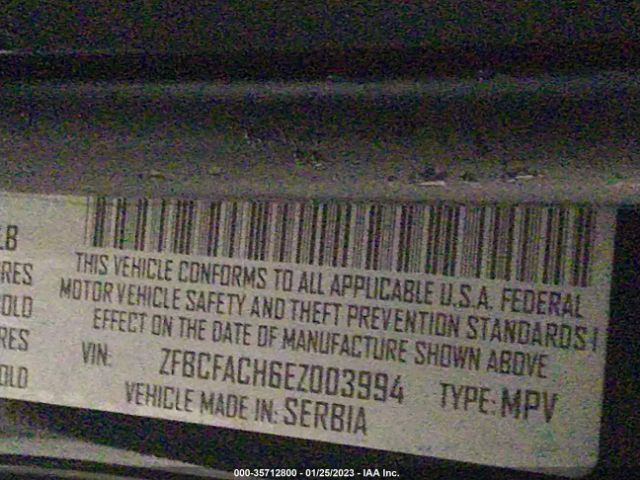 LB
THIS VEHICLE CONFORMS TO ALL APPLICABLE U.S.A. FEDERAL
RES
MOTOR VEHICLE SAFETY AND THEFT PREVENTION STANDARDS I
OLD
EFFECT ON THE DATE OF MANUFACTURE SHOWN ABOVE
RES
VIN: ZFBCFACH6EZ003994 TYPE: MPV
OLD
VEHICLE MADE IN: SERBIA
000-35712800 - 01/25/2023 - IAA Inc.